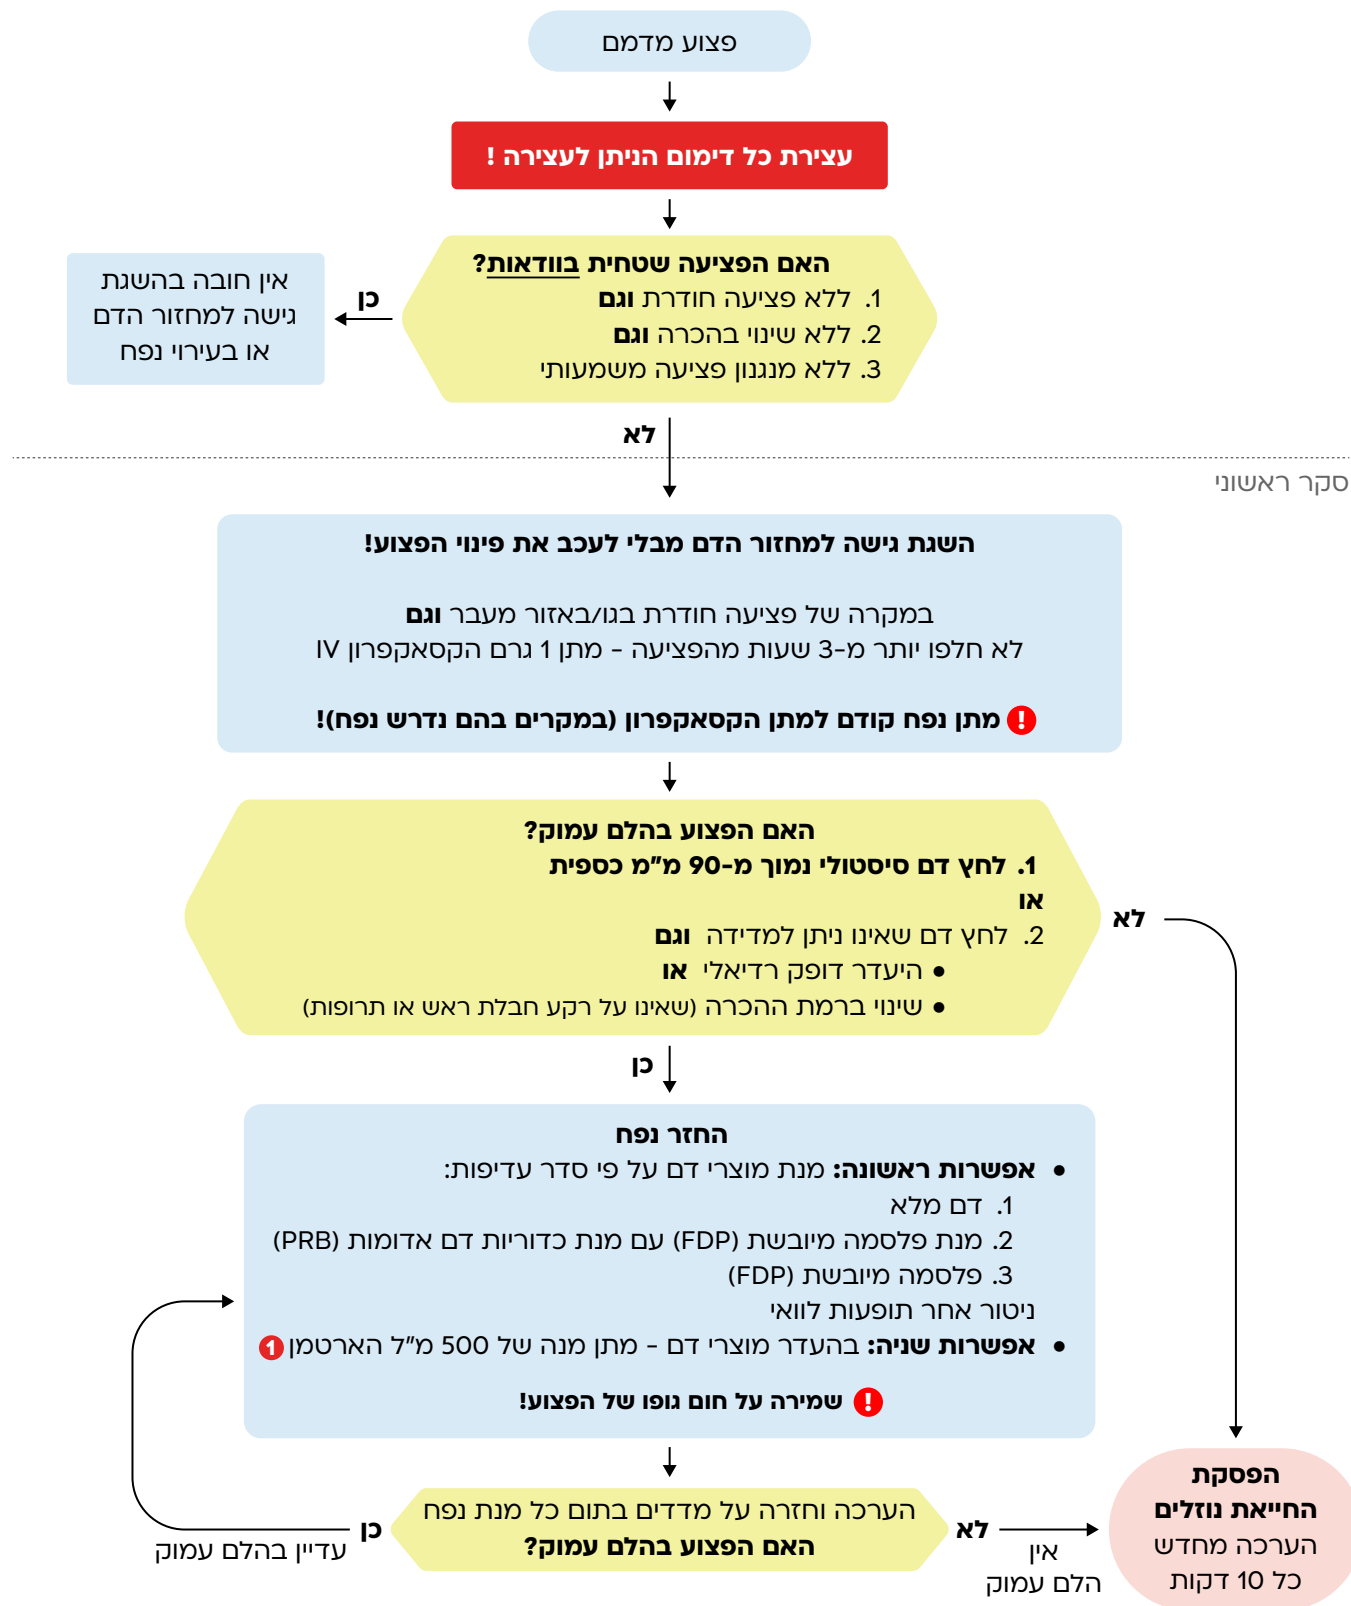 פצוע מדמם
עצירת כל דימום הניתן לעצירה !
האם הפציעה שטחית בוודאות?
1. ללא פציעה חודרת וגם
2. ללא שינוי בהכרה וגם
3. ללא מנגנון פציעה משמעותי
כן
אין חובה בהשגת
גישה למחזור הדם
או בעירוי נפח
לא
סקר ראשוני
השגת גישה למחזור הדם מבלי לעכב את פינוי הפצוע!
במקרה של פציעה חודרת בגו/באזור מעבר וגם
לא חלפו יותר מ-3 שעות מהפציעה - מתן 1 גרם הקסאקפרון IV
! מתן נפח קודם למתן הקסאקפרון (במקרים בהם נדרש נפח)!
האם הפצוע בהלם עמוק?
1. לחץ דם סיסטולי נמוך מ-90 מ"מ כספית
או
2. לחץ דם שאינו ניתן למדידה וגם
• היעדר דופק רדיאלי או
• שינוי ברמת ההכרה (שאינו על רקע חבלת ראש או תרופות)
לא
כן
החזר נפח
• אפשרות ראשונה: מנת מוצרי דם על פי סדר עדיפות:
1. דם מלא
2. מנת פלסמה מיובשת (FDP) עם מנת כדוריות דם אדומות (PRB)
3. פלסמה מיובשת (FDP)
ניטור אחר תופעות לוואי
• אפשרות שניה: בהעדר מוצרי דם - מתן מנה של 500 מ"ל הארטמן 1
! שמירה על חום גופו של הפצוע!
הערכה וחזרה על מדדים בתום כל מנת נפח
האם הפצוע בהלם עמוק?
כן
עדיין בהלם עמוק
לא
אין
הלם עמוק
הפסקת
החייאת נוזלים
הערכה מחדש
כל 10 דקות